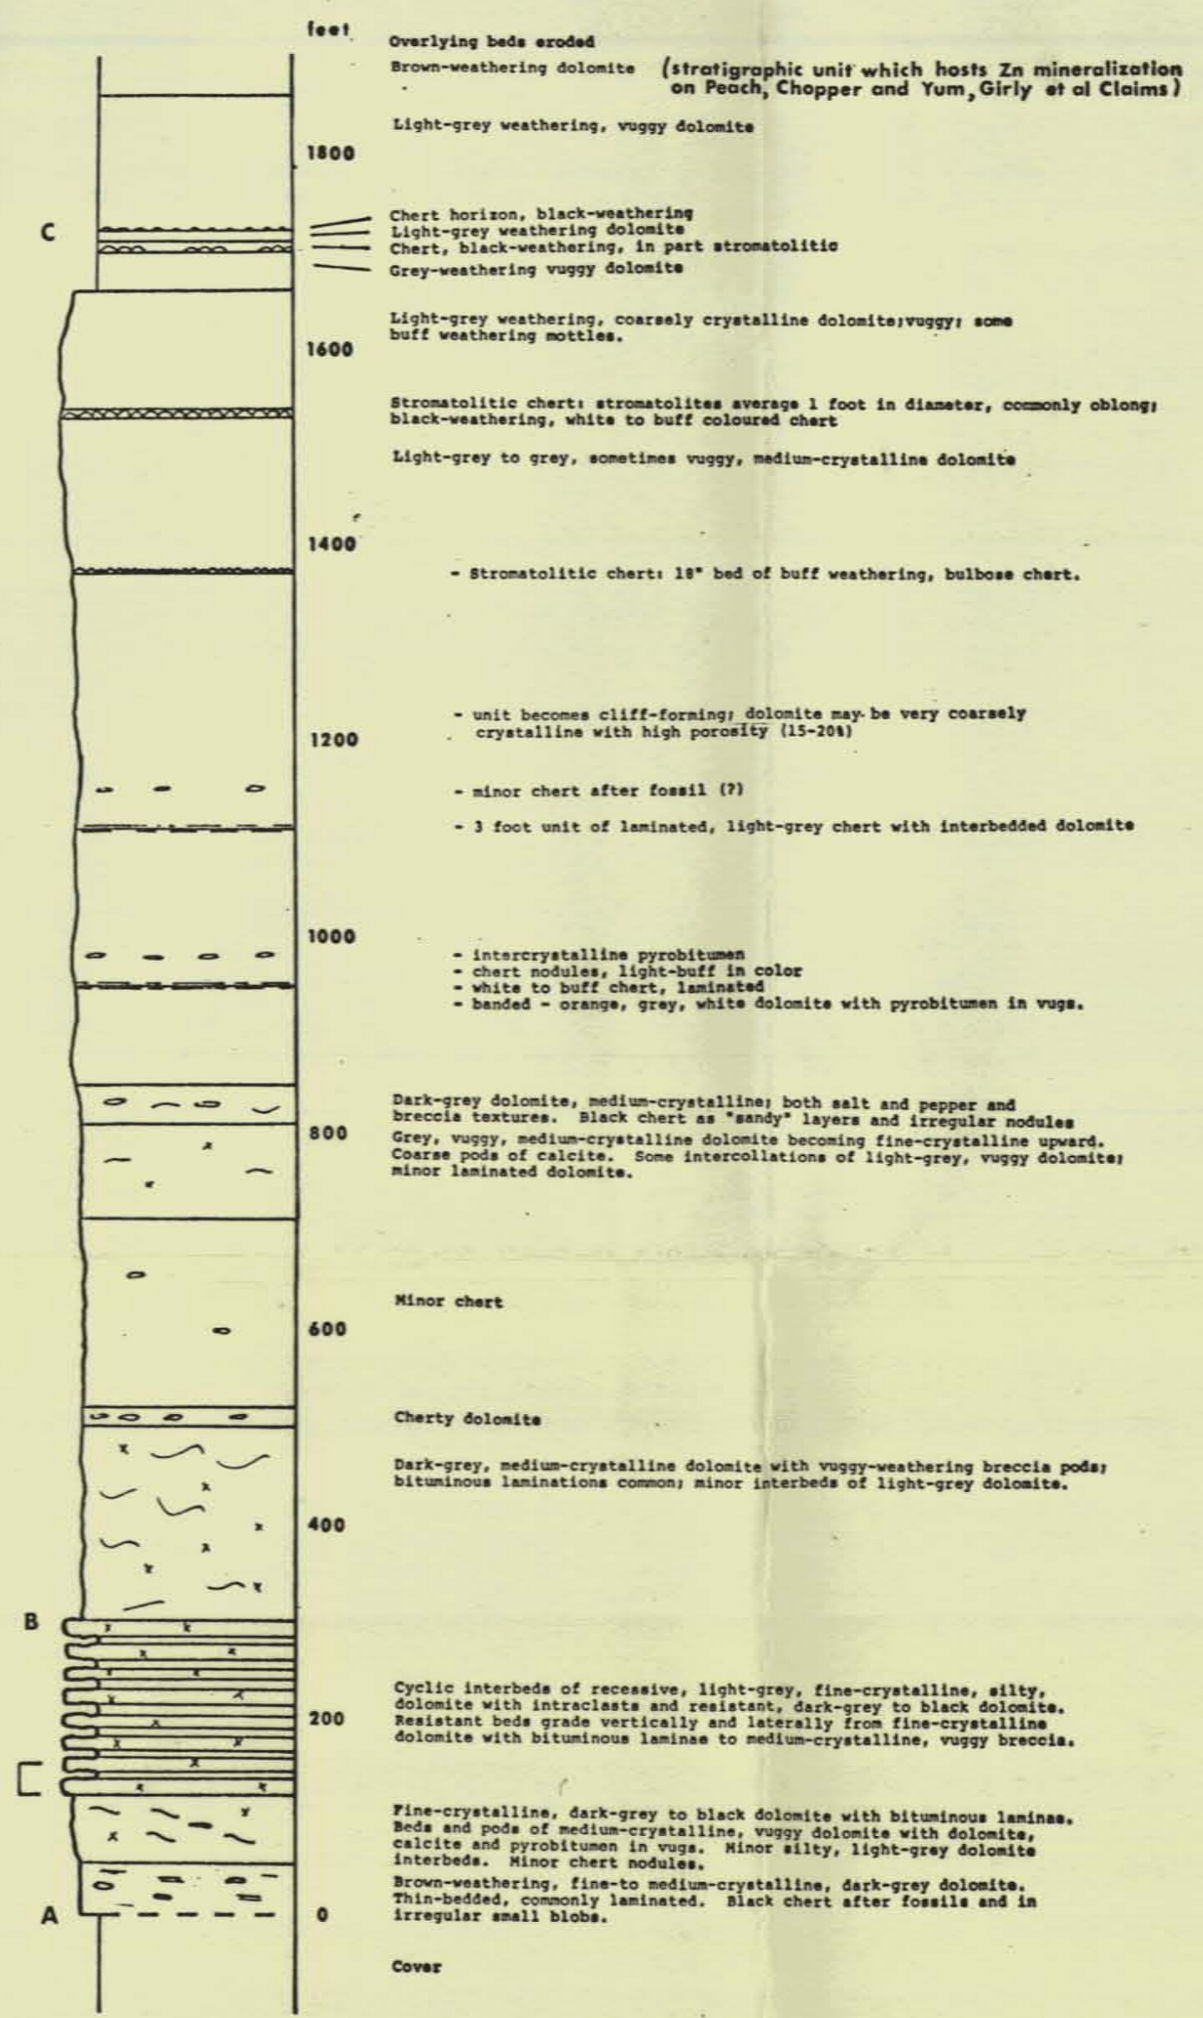 feet
Overlying beds eroded
Brown-weathering dolomite (stratigraphic unit which hosts Zn mineralization
on Peach, Chopper and Yum, Girly et al Claims)
Light-grey weathering, vuggy dolomite
1800
Chert horizon, black-weathering
C
Light-grey weathering dolomite
Chert, black-weathering, in part stromatolitic
Grey-weathering vuggy dolomite
Light-grey weathering, coarsely crystalline dolomite;vuggy; some
buff weathering mottles.
1600
Stromatolitic chert: stromatolites average 1 foot in diameter, commonly oblong;
black-weathering, white to buff coloured chert
Light-grey to grey, sometimes vuggy, medium-crystalline dolomite
1400
- Stromatolitic chert: 18" bed of buff weathering, bulbose chert.
- unit becomes cliff-forming; dolomite may be very coarsely
crystalline with high porosity (15-20%)
1200
- minor chert after fossil (?)
- 3 foot unit of laminated, light-grey chert with interbedded dolomite
1000
- intercrystalline pyrobitumen
- chert nodules, light-buff in color
- white to buff chert, laminated
- banded - orange, grey, white dolomite with pyrobitumen in vugs.
Dark-grey dolomite, medium-crystalline; both salt and pepper and
breccia textures. Black chert as "sandy" layers and irregular nodules
800
Grey, vuggy, medium-crystalline dolomite becoming fine-crystalline upward.
Coarse pods of calcite. Some intercollations of light-grey, vuggy dolomite;
minor laminated dolomite.
Minor chert
600
Cherty dolomite
Dark-grey, medium-crystalline dolomite with vuggy-weathering breccia pods;
bituminous laminations common; minor interbeds of light-grey dolomite.
400
B
Cyclic interbeds of recessive, light-grey, fine-crystalline, silty,
dolomite with intraclasts and resistant, dark-grey to black dolomite.
200
Resistant beds grade vertically and laterally from fine-crystalline
dolomite with bituminous laminae to medium-crystalline, vuggy breccia.
Fine-crystalline, dark-grey to black dolomite with bituminous laminae.
Beds and pods of medium-crystalline, vuggy dolomite with dolomite,
calcite and pyrobitumen in vugs. Minor silty, light-gray dolomite
interbeds. Minor chert nodules.
Brown-weathering, fine-to medium-crystalline, dark-grey dolomite.
Thin-bedded, commonly laminated. Black chert after fossils and in
irregular small blobs.
A
0
Cover